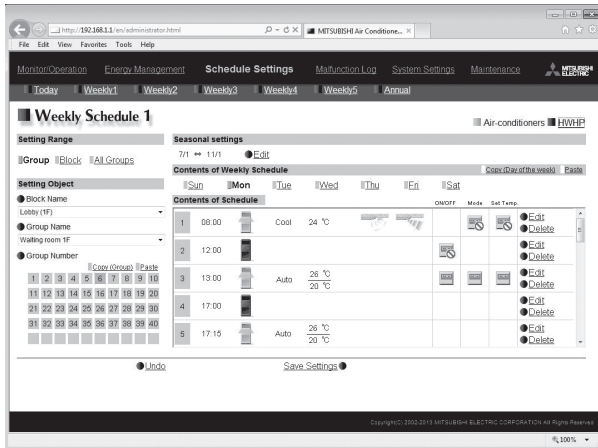 http://192.168.1.1/en/administrator.html
MITSUBISHI Air Conditione...
File Edit View Favorites Tools Help
Monitor/Operation Energy Management Schedule Settings Malfunction Log System Settings Maintenance MITSUBISHI ELECTRIC
Today Weekly1 Weekly2 Weekly3 Weekly4 Weekly5 Annual
Weekly Schedule 1
Air-conditioners HWHP
Setting Range
Group Block All Groups
Setting Object
Block Name
Lobby (1F)
Group Name
Waiting room 1F
Group Number
Copy (Group) Paste
1 2 3 4 5 6 7 8 9 10
11 12 13 14 15 16 17 18 19 20
21 22 23 24 25 26 27 28 29 30
31 32 33 34 35 36 37 38 39 40
Seasonal settings
7/1 ⇔ 11/1 Edit
Contents of Weekly Schedule Copy (Day of the week) Paste
Sun Mon Tue Wed Thu Fri Sat
Contents of Schedule ON/OFF Mode Set Temp.
1 08:00 Cool 24 °C Edit
Delete
2 12:00 Edit
Delete
3 13:00 Auto 26 °C Edit
20 °C Delete
4 17:00 Edit
Delete
5 17:15 Auto 26 °C Edit
20 °C Delete
Undo Save Settings
Copyright(C) 2002-2013 MITSUBISHI ELECTRIC CORPORATION All Rights Reserved
100%